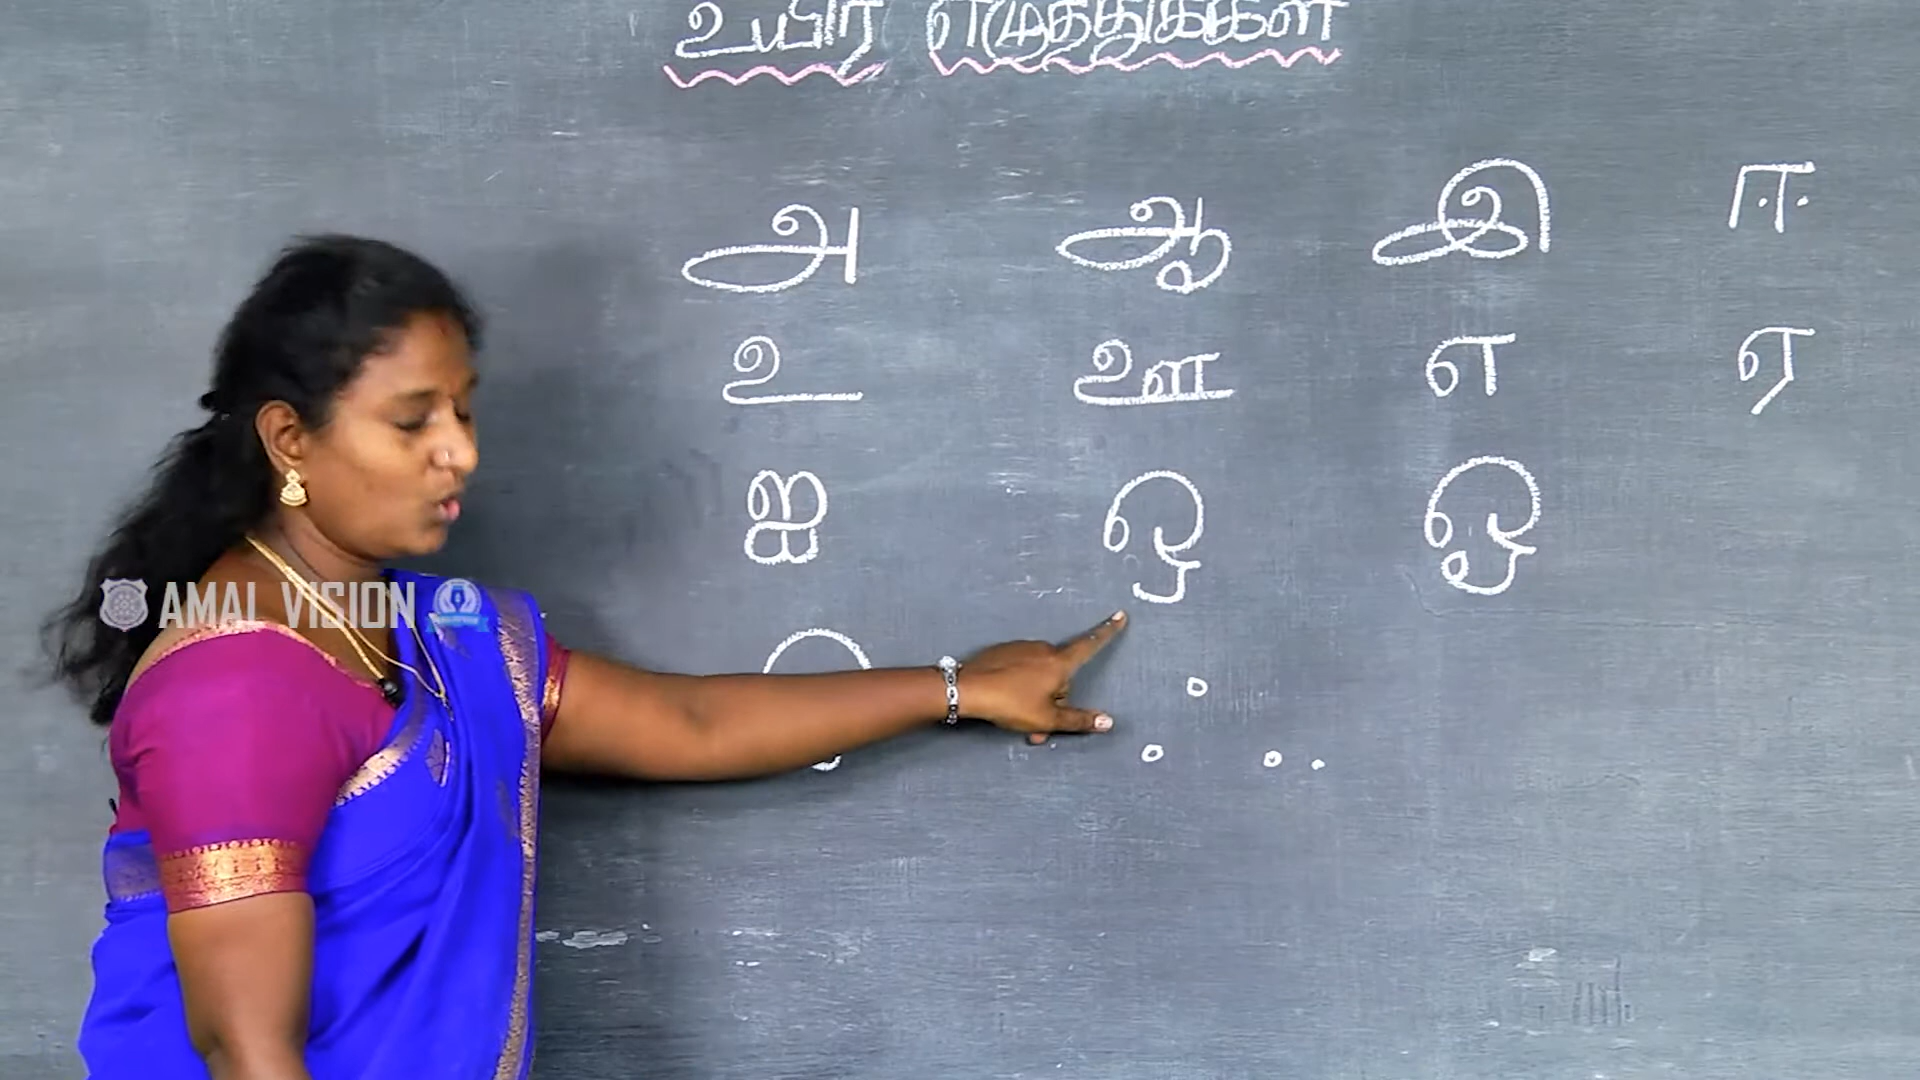 உயிர் எழுத்துக்கள்
அ ஆ இ ஈ
உ ஊ எ ஏ
ஐ ஒ ஓ
ஃ
AMAL VISION